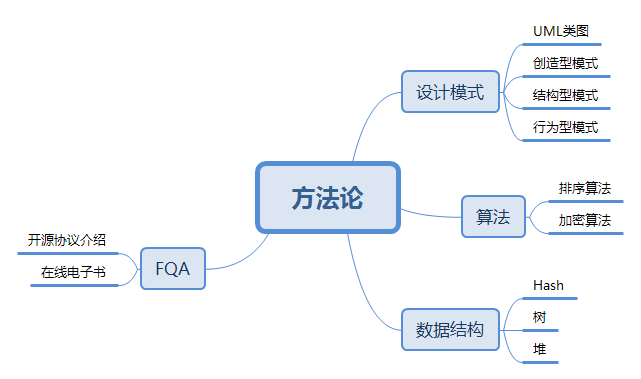 方法论
设计模式
UML类图
创造型模式
结构型模式
行为型模式
算法
排序算法
加密算法
数据结构
Hash
树
堆
FQA
开源协议介绍
在线电子书